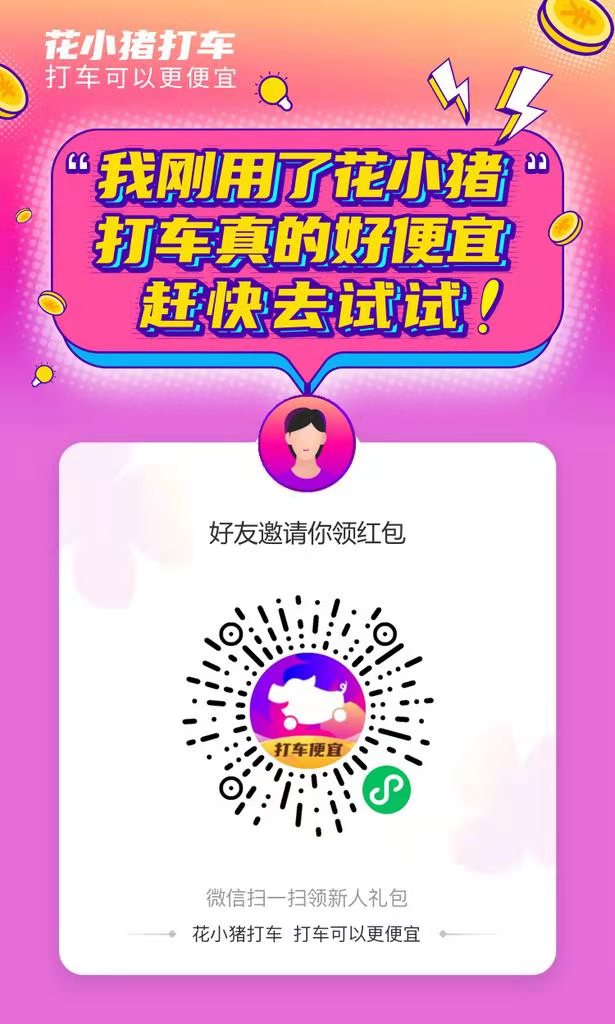 花小猪打车
打车可以更便宜
“我刚用了花小猪”
打车真的好便宜
赶快去试试！
好友邀请你领红包
打车便宜
微信扫一扫领新人礼包
花小猪打车 打车可以更便宜